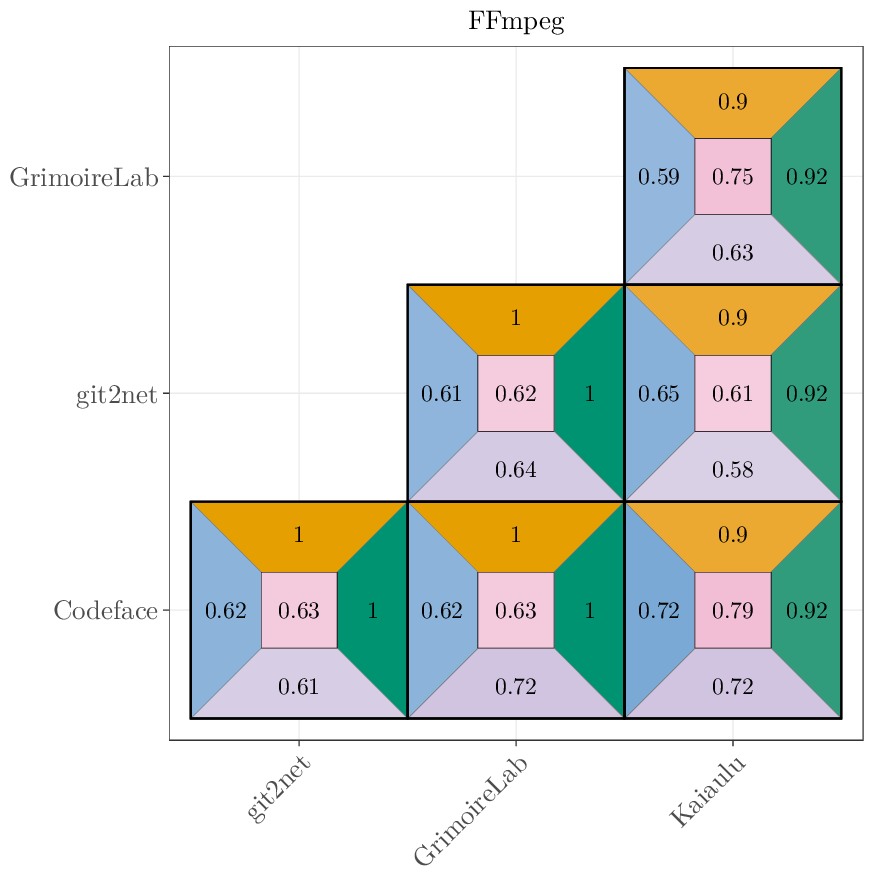 FFmpeg
0.9
GrimoireLab
0.59 0.75 0.92
0.63
1 0.9
git2net
0.61 0.62 1 0.65 0.61 0.92
0.64 0.58
1 1 0.9
Codeface
0.62 0.63 1 0.62 0.63 1 0.72 0.79 0.92
0.61 0.72 0.72
git2net
GrimoireLab
Kaiaulu